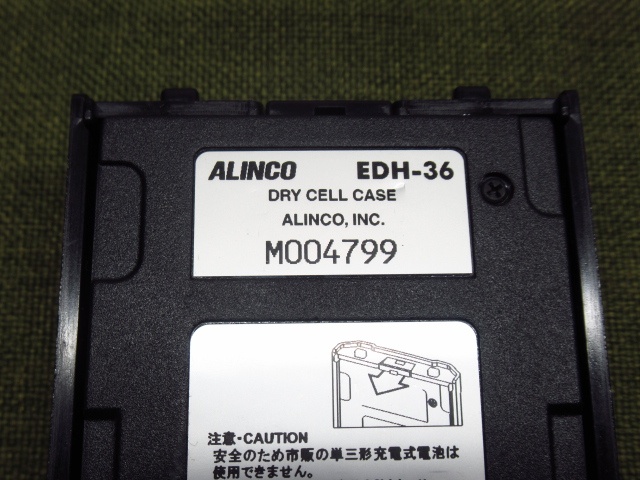 ALINCO EDH-36
DRY CELL CASE
ALINCO, INC.
M004799
注意・CAUTION
安全のため市販の単三形充電式電池は
使用できません。